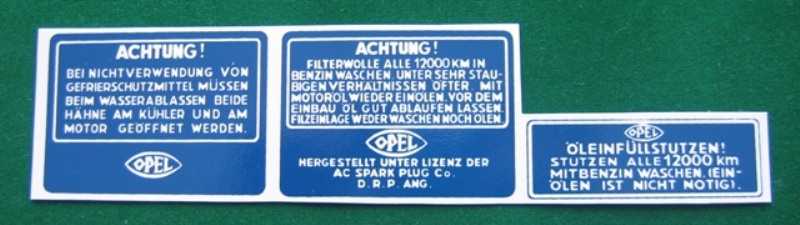 ACHTUNG!
BEI NICHTVERWENDUNG VON
GEFRIERSCHUTZMITTEL MÜSSEN
BEIM WASSERABLASSEN BEIDE
HÄHNE AM KÜHLER UND AM
MOTOR GEÖFFNET WERDEN.
OPEL
ACHTUNG!
FILTERWOLLE ALLE 12000 KM IN
BENZIN WASCHEN. UNTER SEHR STAU-
BIGEN VERHÄLTNISSEN ÖFTER, MIT
MOTORÖL WIEDER EINÖLEN. VOR DEM
EINBAU ÖL GUT ABLAUFEN LASSEN.
FILZEINLAGE WEDER WASCHEN NOCH ÖLEN.
OPEL
HERGESTELLT UNTER LIZENZ DER
AC SPARK PLUG Co.
D.R.P. ANG.
OPEL
ÖLEINFÜLLSTUTZEN!
STUTZEN ALLE 12000 km
MIT BENZIN WASCHEN. (EIN-
ÖLEN IST NICHT NÖTIG).